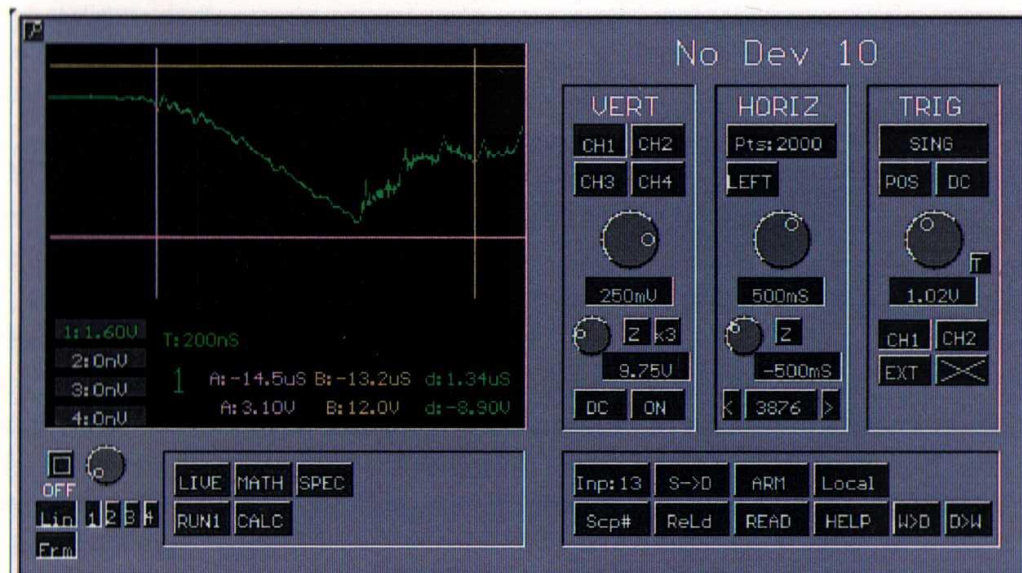 No Dev 10
VERT
CH1 CH2
CH3 CH4
250mV
Z x3
9.75V
DC ON
HORIZ
Pts:2000
LEFT
500mS
Z
-500mS
< 3876 >
TRIG
SING
POS DC
T
1.02V
CH1 CH2
EXT
1:1.60V
2:0nV
3:0nV
4:0nV
T:200nS
1
A:-14.5uS B:-13.2uS d:1.34uS
A:3.10V B:12.0V d:-8.90V
OFF
Lin 1 2 3 4
Frm
LIVE MATH SPEC
RUN1 CALC
Inp:13 S->D ARM Local
Scp# ReLd READ HELP W>D D>W